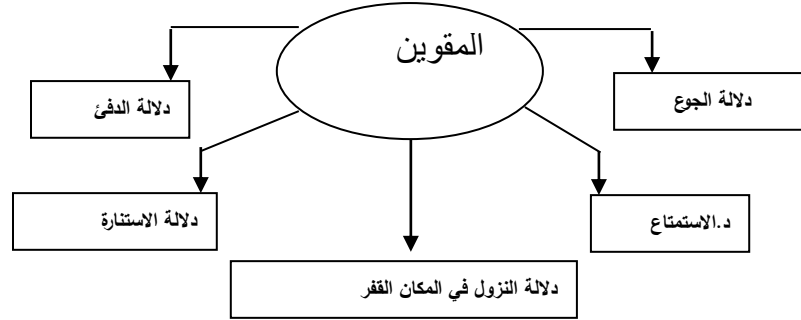 المقوين
دلالة الجوع
دلالة الدفئ
د.الاستمتاع
دلالة الاستنارة
دلالة النزول في المكان القفر